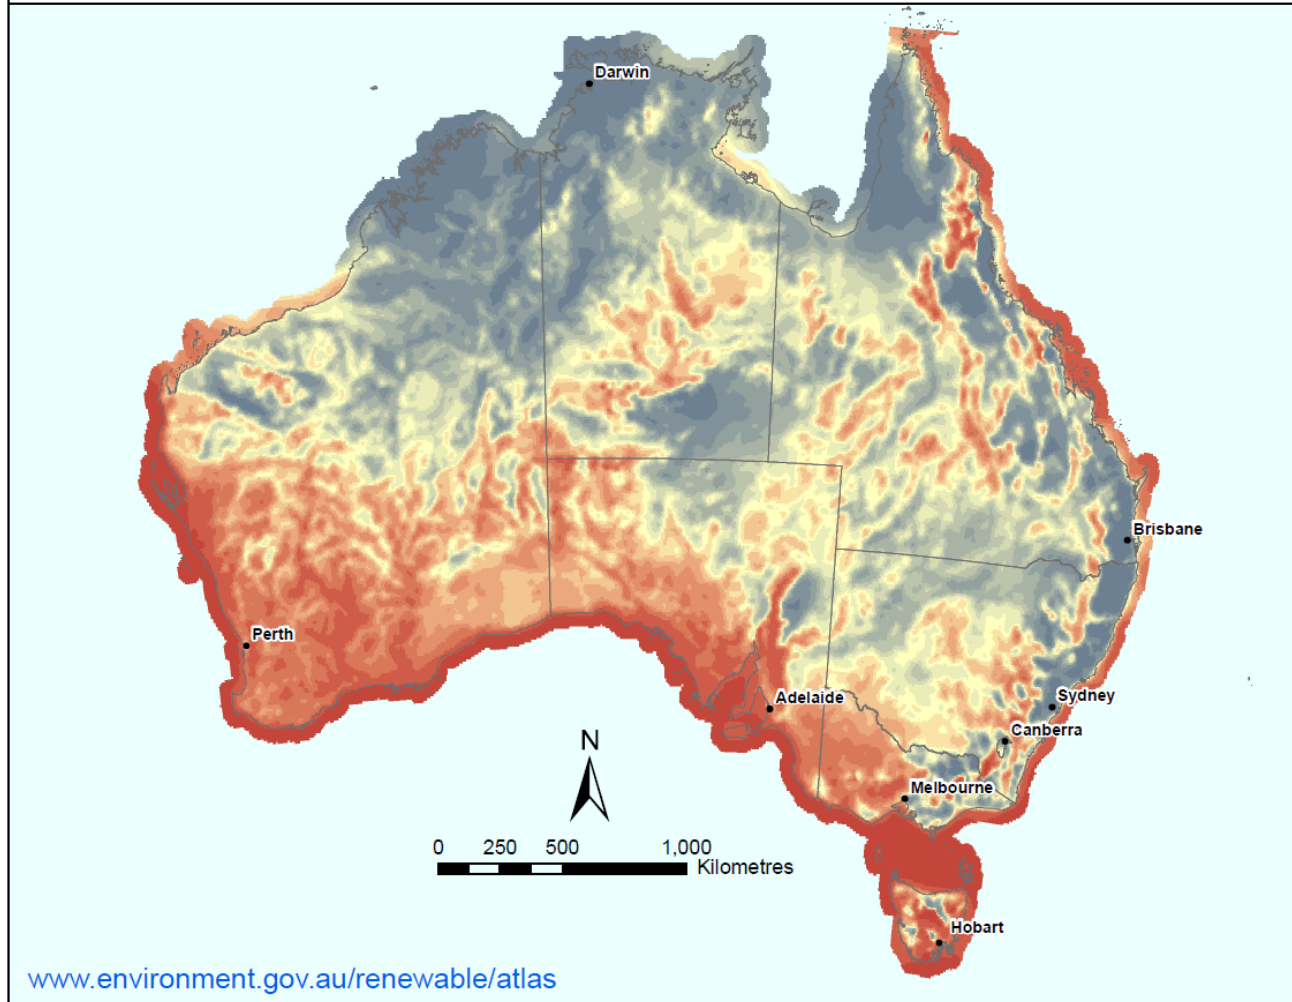 Darwin
Brisbane
Perth
Adelaide
Sydney
Canberra
N
Melbourne
0 250 500 1,000
Kilometres
Hobart
www.environment.gov.au/renewable/atlas